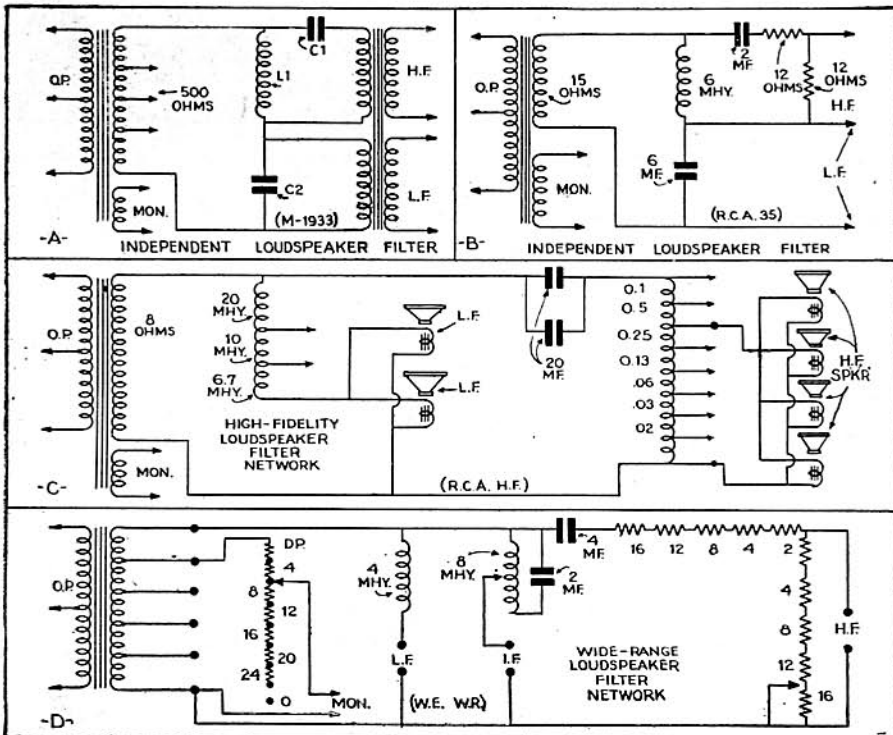 O.P.
500 OHMS
L1
C1
H.F.
C2
L.F.
MON.
(M-1933)
-A-
INDEPENDENT LOUDSPEAKER FILTER
O.P.
15 OHMS
6 MHY.
2 MF.
12 OHMS
12 OHMS
H.F.
6 MF.
L.F.
MON.
(R.C.A. 35)
-B-
INDEPENDENT LOUDSPEAKER FILTER
O.P.
8 OHMS
20 MHY.
10 MHY.
6.7 MHY.
L.F.
L.F.
20 MF.
0.1
0.5
0.25
0.13
.06
.03
02
H.F. SPKR.
HIGH-FIDELITY
LOUDSPEAKER
FILTER
NETWORK
MON.
(R.C.A. H.F.)
-C-
O.P.
D.P.
4
8
12
16
20
24
0
MON.
4 MHY.
L.F.
8 MHY.
2 MF.
I.F.
4 MF.
16 12 8 4 2
4
8
12
16
H.F.
WIDE-RANGE
LOUDSPEAKER
FILTER
NETWORK
(W.E. W.R.)
-D-